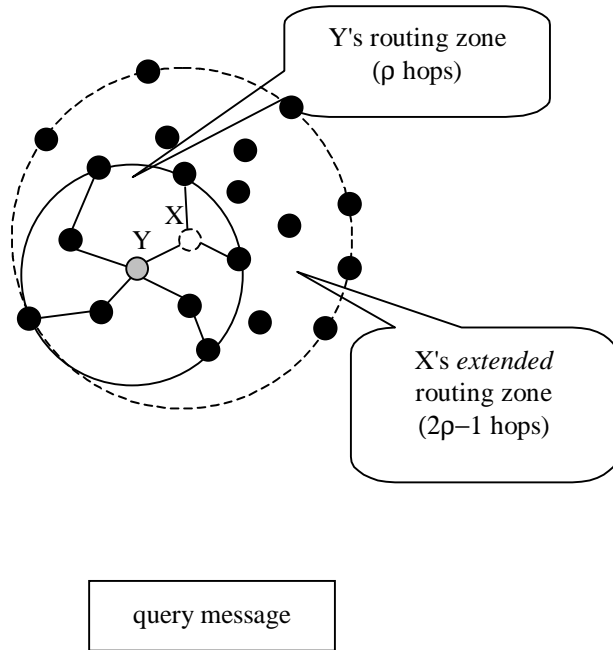 Y's routing zone
(ρ hops)
X
Y
X's extended
routing zone
(2ρ−1 hops)
query message